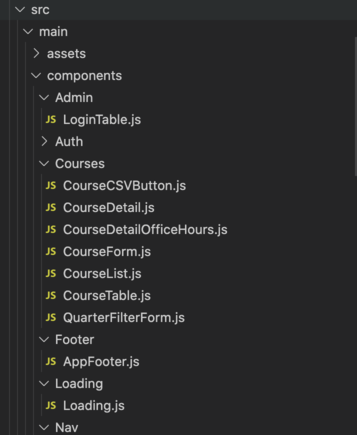 src
main
assets
components
Admin
JS LoginTable.js
Auth
Courses
JS CourseCSVButton.js
JS CourseDetail.js
JS CourseDetailOfficeHours.js
JS CourseForm.js
JS CourseList.js
JS CourseTable.js
JS QuarterFilterForm.js
Footer
JS AppFooter.js
Loading
JS Loading.js
Nav